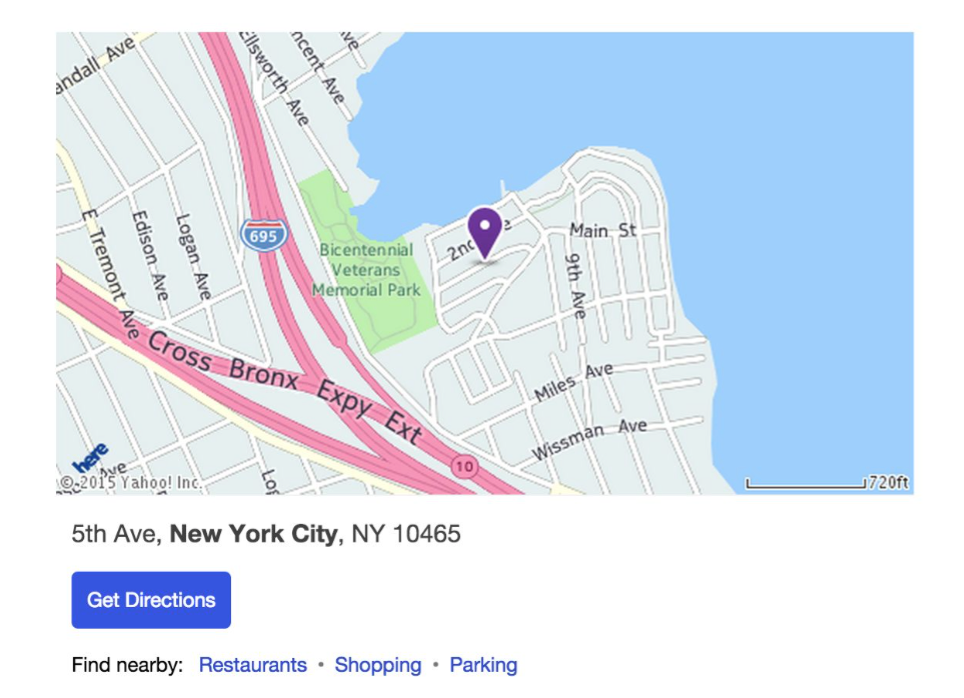 andall Ave
Ellsworth Ave
ncent Ave
ve
695
E Tremont Ave
Edison Ave
Logan Ave
Bicentennial
Veterans
Memorial Park
2nd
Main St
9th Ave
Cross Bronx Expy Ext
Miles Ave
Wissman Ave
10
here
Ave
Log
© 2015 Yahoo! Inc.
720ft
5th Ave, New York City, NY 10465
Get Directions
Find nearby: Restaurants • Shopping • Parking